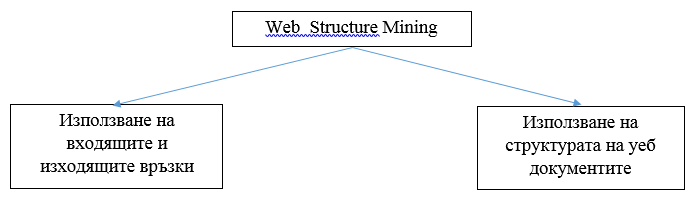 Web Structure Mining
Използване на
входящите и
изходящите връзки
Използване на
структурата на уеб
документите